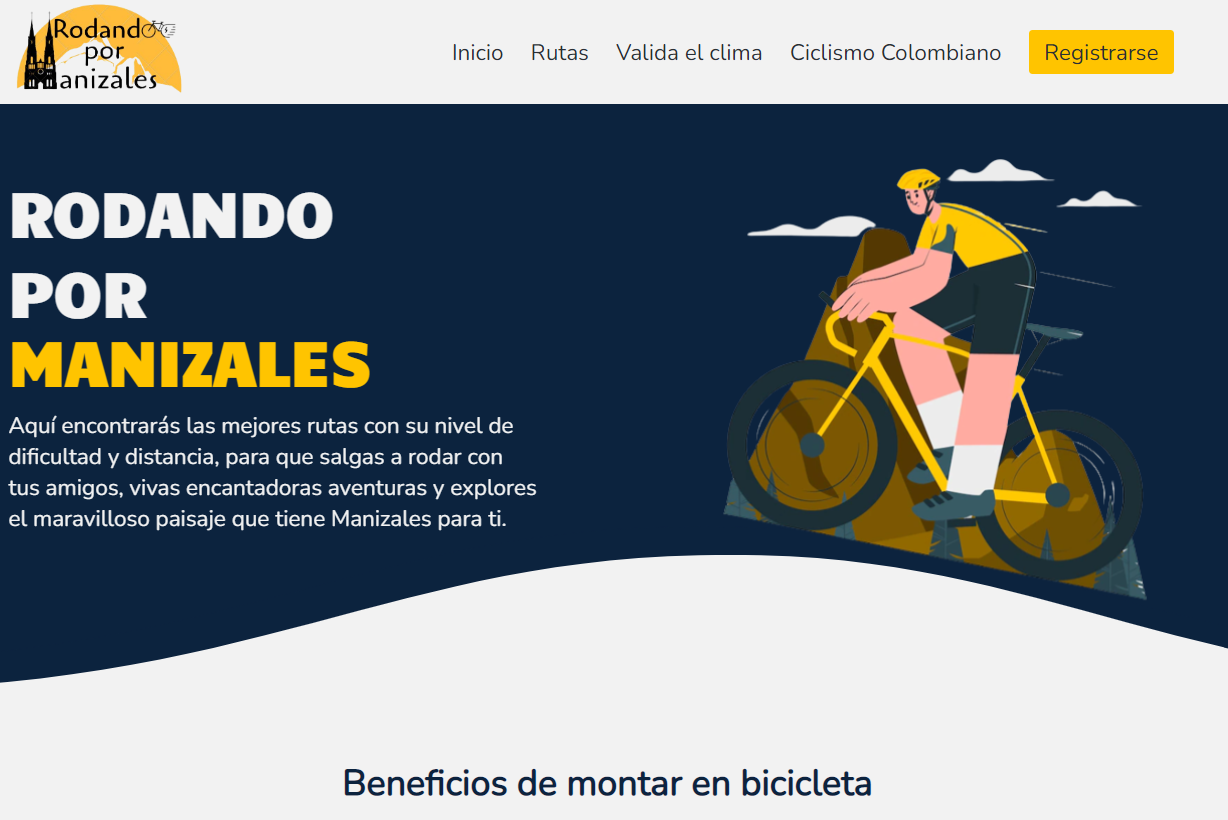 Rodando
por
Manizales
Inicio Rutas Valida el clima Ciclismo Colombiano Registrarse
RODANDO
POR
MANIZALES
Aquí encontrarás las mejores rutas con su nivel de
dificultad y distancia, para que salgas a rodar con
tus amigos, vivas encantadoras aventuras y explores
el maravilloso paisaje que tiene Manizales para ti.
Beneficios de montar en bicicleta